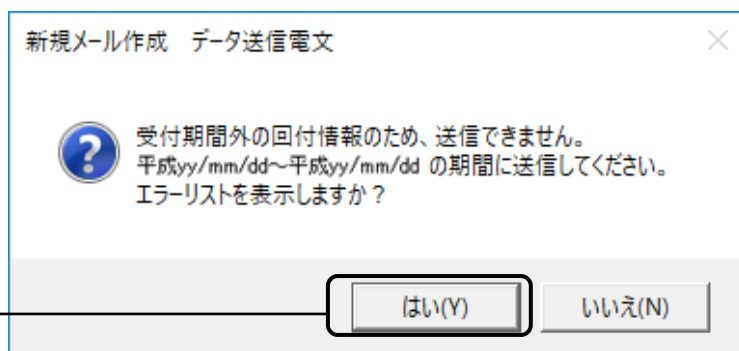 新規メール作成　データ送信電文
受付期間外の回付情報のため、送信できません。
平成yy/mm/dd～平成yy/mm/dd の期間に送信してください。
エラーリストを表示しますか？
はい(Y)
いいえ(N)